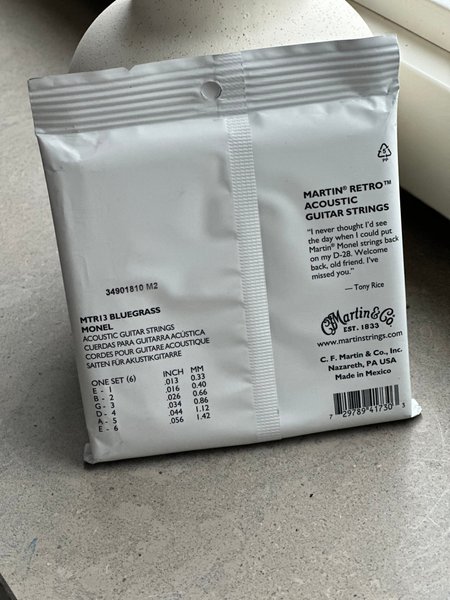 34901810 M2
MTR13 BLUEGRASS
MONEL
ACOUSTIC GUITAR STRINGS
CUERDAS PARA GUITARRA ACÚSTICA
CORDES POUR GUITARE ACOUSTIQUE
SAITEN FÜR AKUSTIKGITARRE
ONE SET (6) INCH MM
E - 1 .013 0.33
B - 2 .016 0.40
G - 3 .026 0.66
D - 4 .034 0.86
A - 5 .044 1.12
E - 6 .056 1.42
5
PP
MARTIN® RETRO™
ACOUSTIC
GUITAR STRINGS
"I never thought I'd see
the day when I could put
Martin® Monel strings back
on my D-28. Welcome
back, old friend. I've
missed you."
— Tony Rice
CF Martin & Co.
EST. 1833
www.martinstrings.com
C. F. Martin & Co., Inc.
Nazareth, PA USA
Made in Mexico
7 29789 41730 3